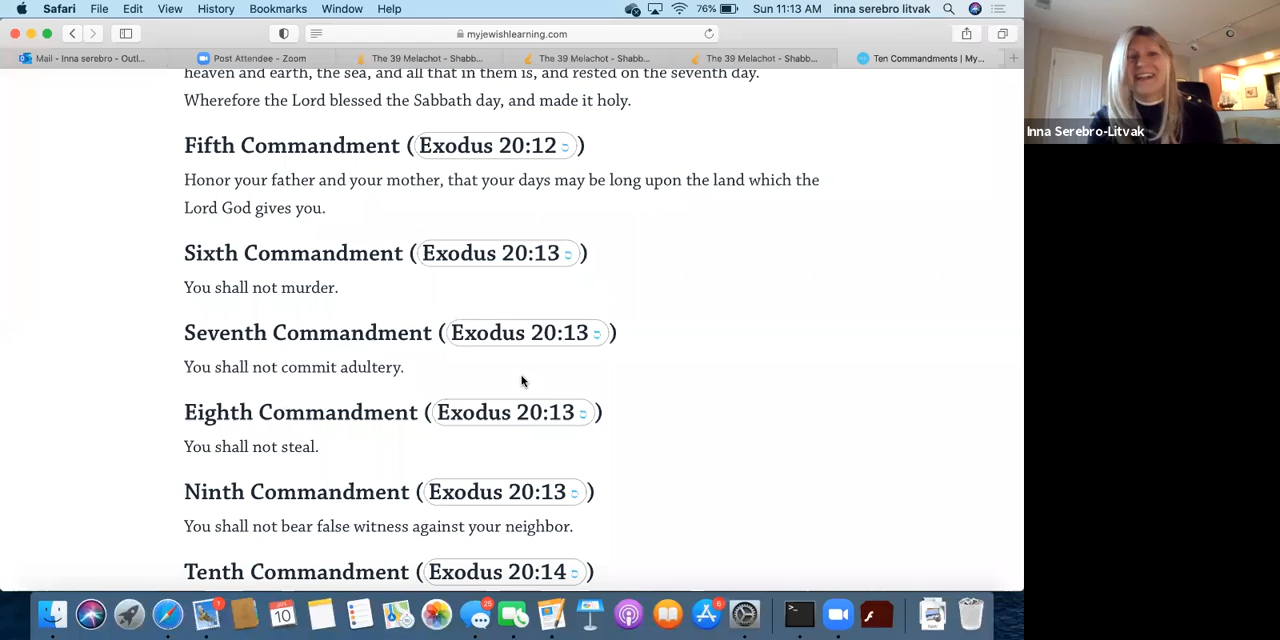 Safari File Edit View History Bookmarks Window Help 76% Sun 11:13 AM inna serebro litvak
myjewishlearning.com
Mail - Inna serebro - Outl... Post Attendee - Zoom The 39 Melachot - Shabb... The 39 Melachot - Shabb... The 39 Melachot - Shabb... Ten Commandments | My...
heaven and earth, the sea, and all that in them is, and rested on the seventh day.
Wherefore the Lord blessed the Sabbath day, and made it holy.
Fifth Commandment (Exodus 20:12)
Honor your father and your mother, that your days may be long upon the land which the
Lord God gives you.
Sixth Commandment (Exodus 20:13)
You shall not murder.
Seventh Commandment (Exodus 20:13)
You shall not commit adultery.
Eighth Commandment (Exodus 20:13)
You shall not steal.
Ninth Commandment (Exodus 20:13)
You shall not bear false witness against your neighbor.
Tenth Commandment (Exodus 20:14)
Inna Serebro-Litvak
1
10
25
6